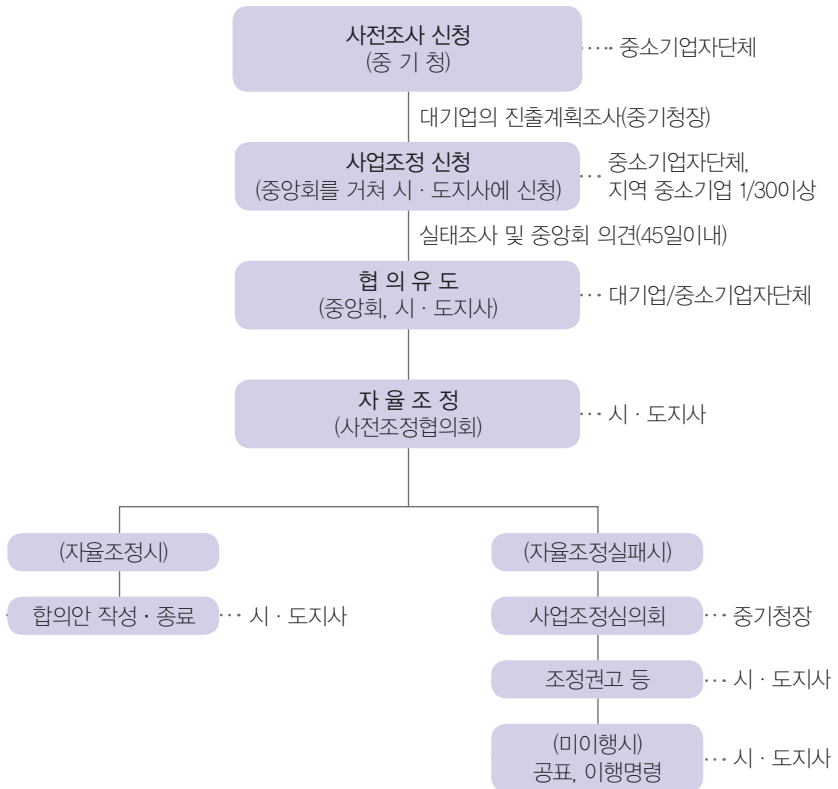 사전조사 신청
(중 기 청)
····· 중소기업자단체
대기업의 진출계획조사(중기청장)
사업조정 신청
(중앙회를 거쳐 시 · 도지사에 신청)
··· 중소기업자단체,
지역 중소기업 1/30이상
실태조사 및 중앙회 의견(45일이내)
협 의 유 도
(중앙회, 시 · 도지사)
··· 대기업/중소기업자단체
자 율 조 정
(사전조정협의회)
··· 시 · 도지사
(자율조정시)
(자율조정실패시)
합의안 작성 · 종료 ··· 시 · 도지사
사업조정심의회 ··· 중기청장
조정권고 등 ··· 시 · 도지사
(미이행시)
공표, 이행명령
··· 시 · 도지사